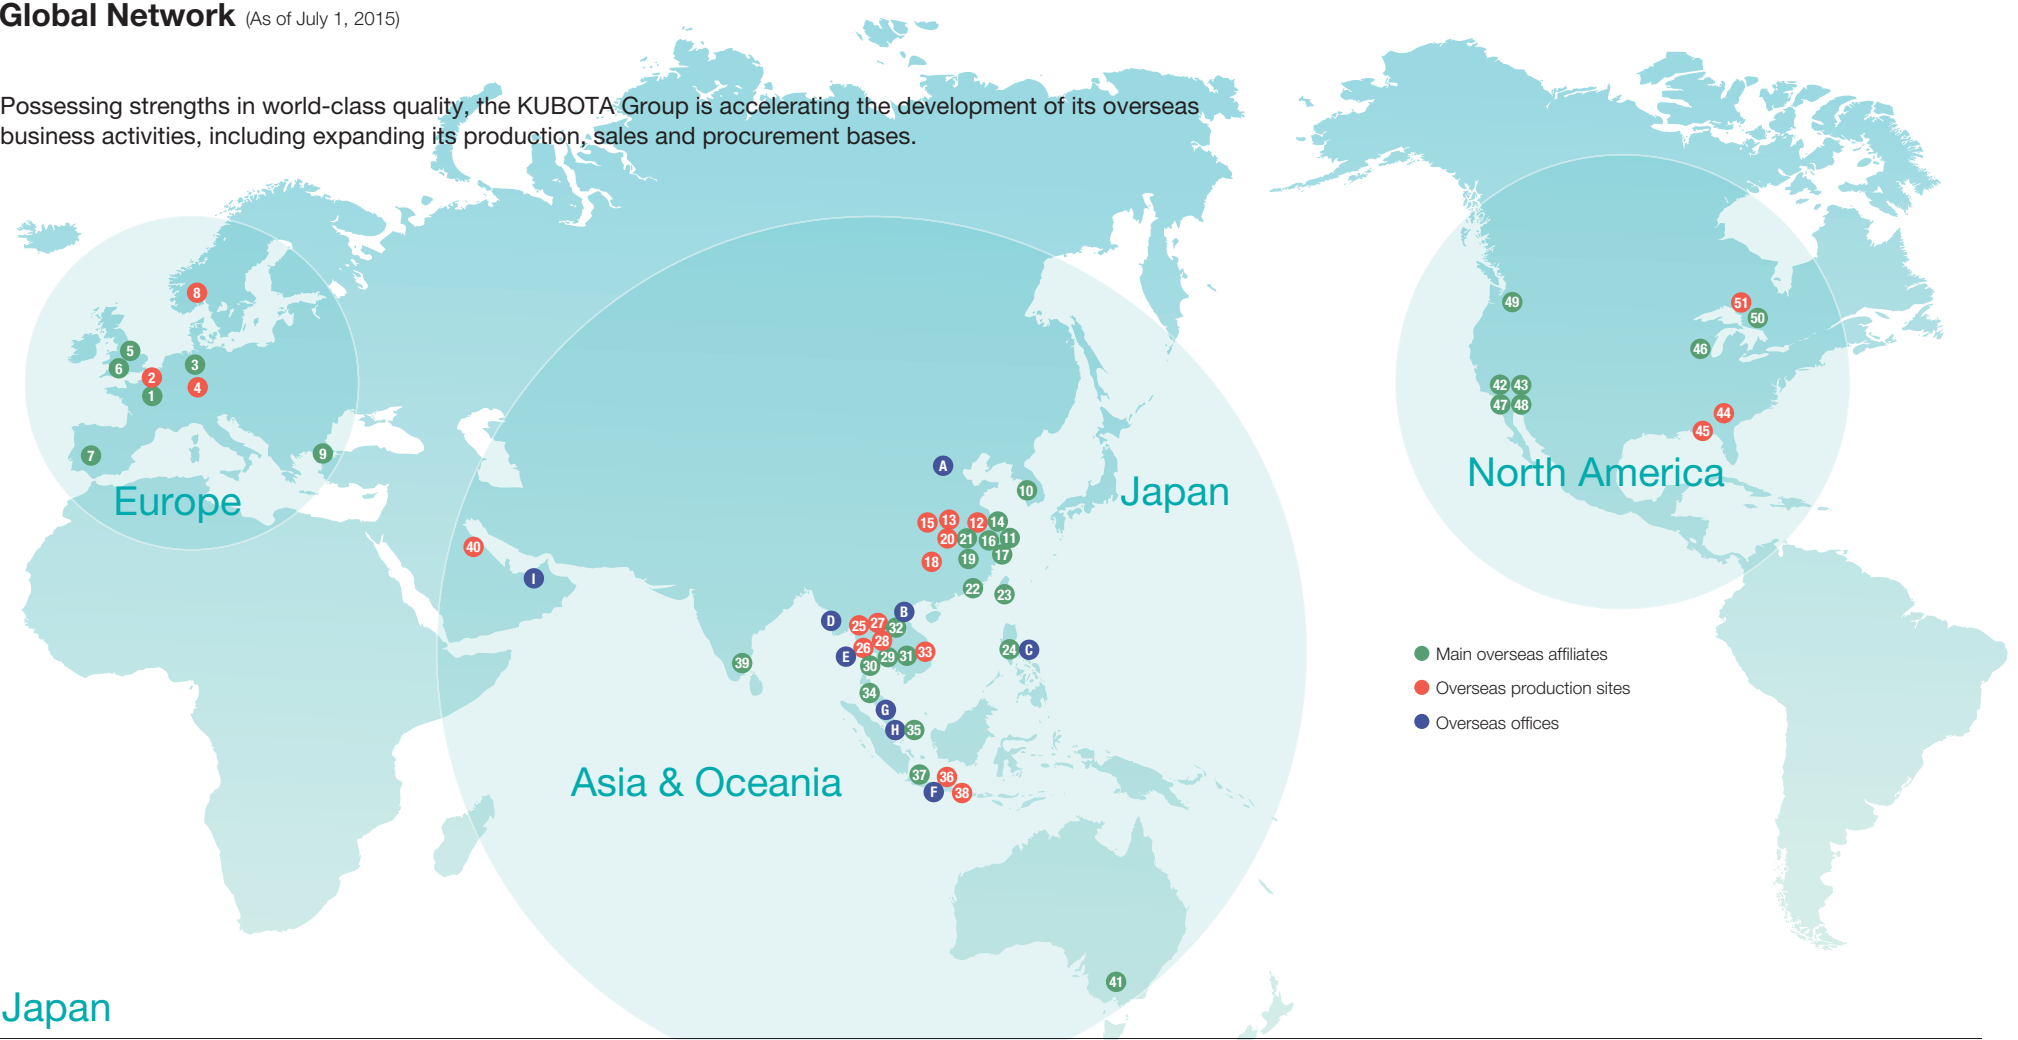 Global Network (As of July 1, 2015)
Possessing strengths in world-class quality, the KUBOTA Group is accelerating the development of its overseas
business activities, including expanding its production, sales and procurement bases.
8
5
6
3
2
4
1
7
9
Europe
A
10
Japan
15
13
12
14
20
21
16
11
18
19
17
22
23
40
I
D
B
25
27
32
28
26
E
29
31
33
30
24
C
39
34
G
H
35
37
36
F
38
Asia & Oceania
41
49
51
50
46
42
43
47
48
44
45
North America
Main overseas affiliates
Overseas production sites
Overseas offices
Japan